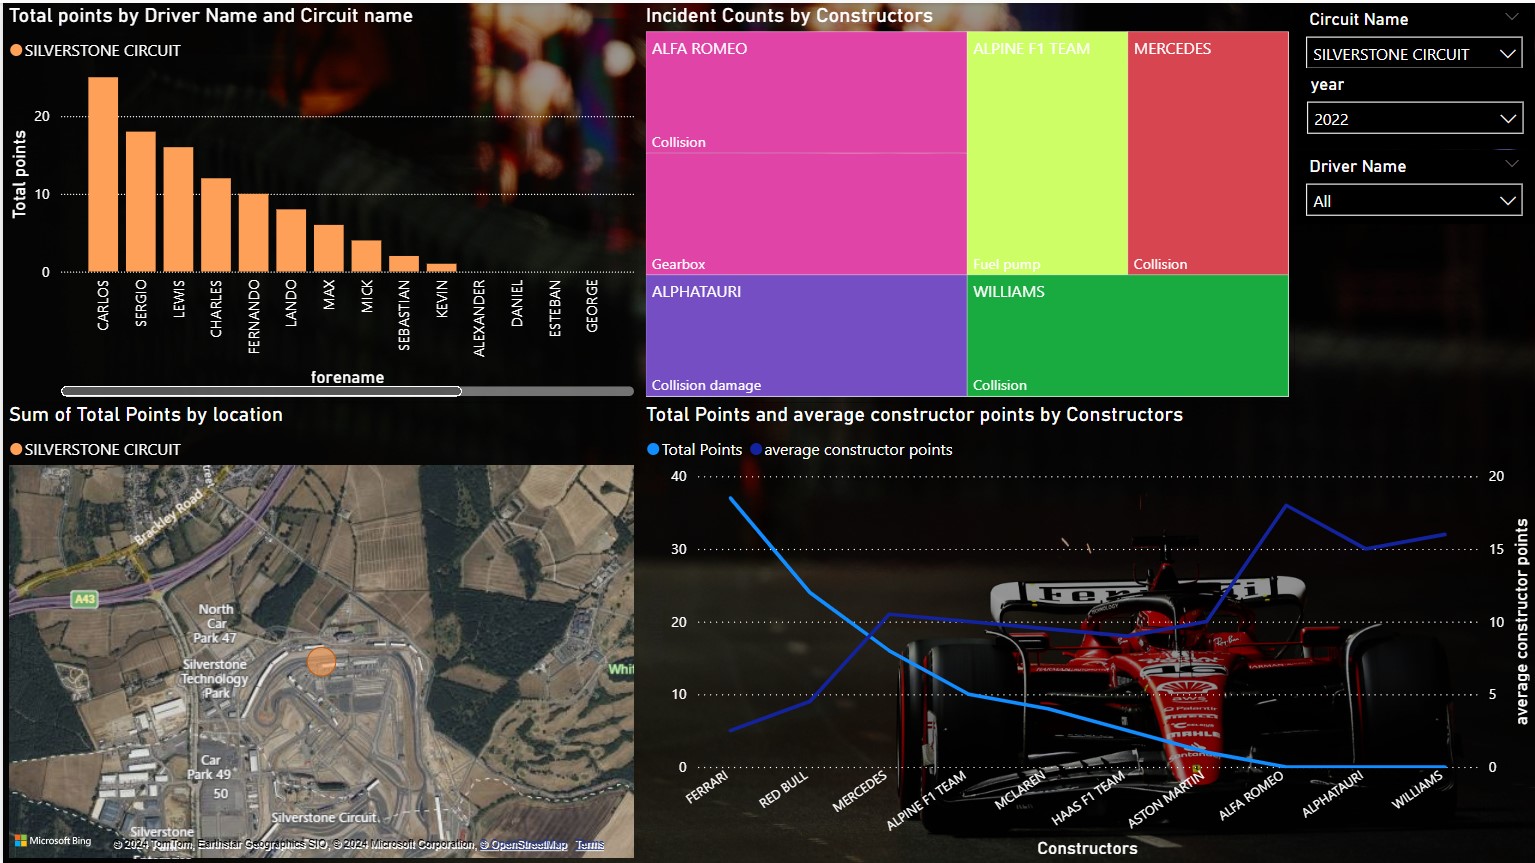 Total points by Driver Name and Circuit name
SILVERSTONE CIRCUIT
Total points
20
10
0
CARLOS
SERGIO
LEWIS
CHARLES
FERNANDO
LANDO
MAX
MICK
SEBASTIAN
KEVIN
ALEXANDER
DANIEL
ESTEBAN
GEORGE
forename
Incident Counts by Constructors
ALFA ROMEO
Collision
Gearbox
ALPINE F1 TEAM
Fuel pump
MERCEDES
Collision
ALPHATAURI
Collision damage
WILLIAMS
Collision
Circuit Name
SILVERSTONE CIRCUIT
year
2022
Driver Name
All
Sum of Total Points by location
SILVERSTONE CIRCUIT
Brackley Road
A43
North
Car
Park 47
Silverstone
Technology
Park
Car
Park 49
50
Silverstone Circuit
Silverstone
Whit
Microsoft Bing
© 2024 TomTom, Earthstar Geographics SIO, © 2024 Microsoft Corporation, © OpenStreetMap Terms
Total Points and average constructor points by Constructors
Total Points average constructor points
40
30
20
10
0
20
15
10
5
0
average constructor points
FERRARI
RED BULL
MERCEDES
ALPINE F1 TEAM
MCLAREN
HAAS F1 TEAM
ASTON MARTIN
ALFA ROMEO
ALPHATAURI
WILLIAMS
Constructors